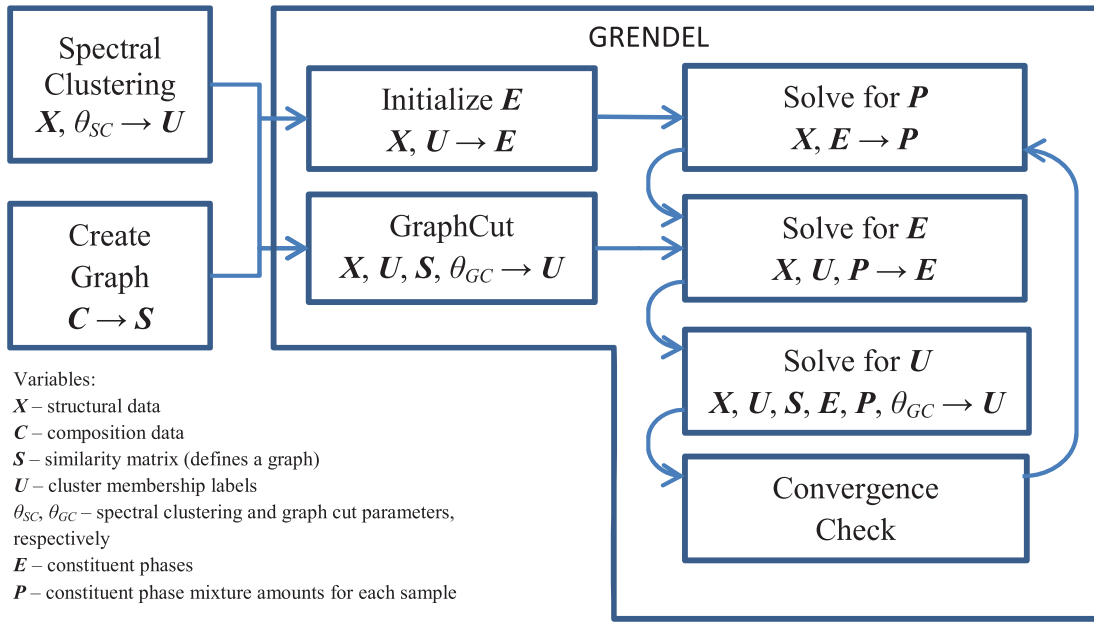 Spectral
Clustering
X, θSC → U
Create
Graph
C → S
GRENDEL
Initialize E
X, U → E
GraphCut
X, U, S, θGC → U
Solve for P
X, E → P
Solve for E
X, U, P → E
Solve for U
X, U, S, E, P, θGC → U
Convergence
Check
Variables:
X – structural data
C – composition data
S – similarity matrix (defines a graph)
U – cluster membership labels
θSC, θGC – spectral clustering and graph cut parameters,
respectively
E – constituent phases
P – constituent phase mixture amounts for each sample